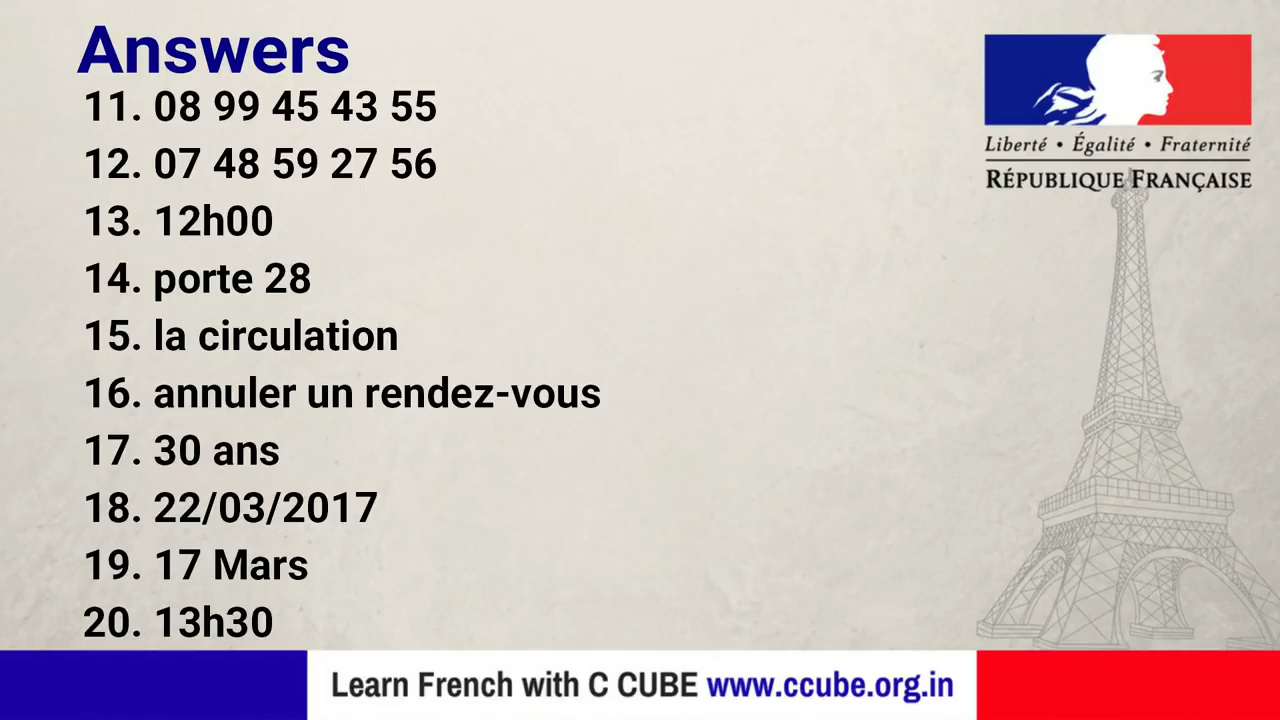 Answers
11. 08 99 45 43 55
12. 07 48 59 27 56
13. 12h00
14. porte 28
15. la circulation
16. annuler un rendez-vous
17. 30 ans
18. 22/03/2017
19. 17 Mars
20. 13h30
Liberté • Égalité • Fraternité
RÉPUBLIQUE FRANÇAISE
Learn French with C CUBE www.ccube.org.in